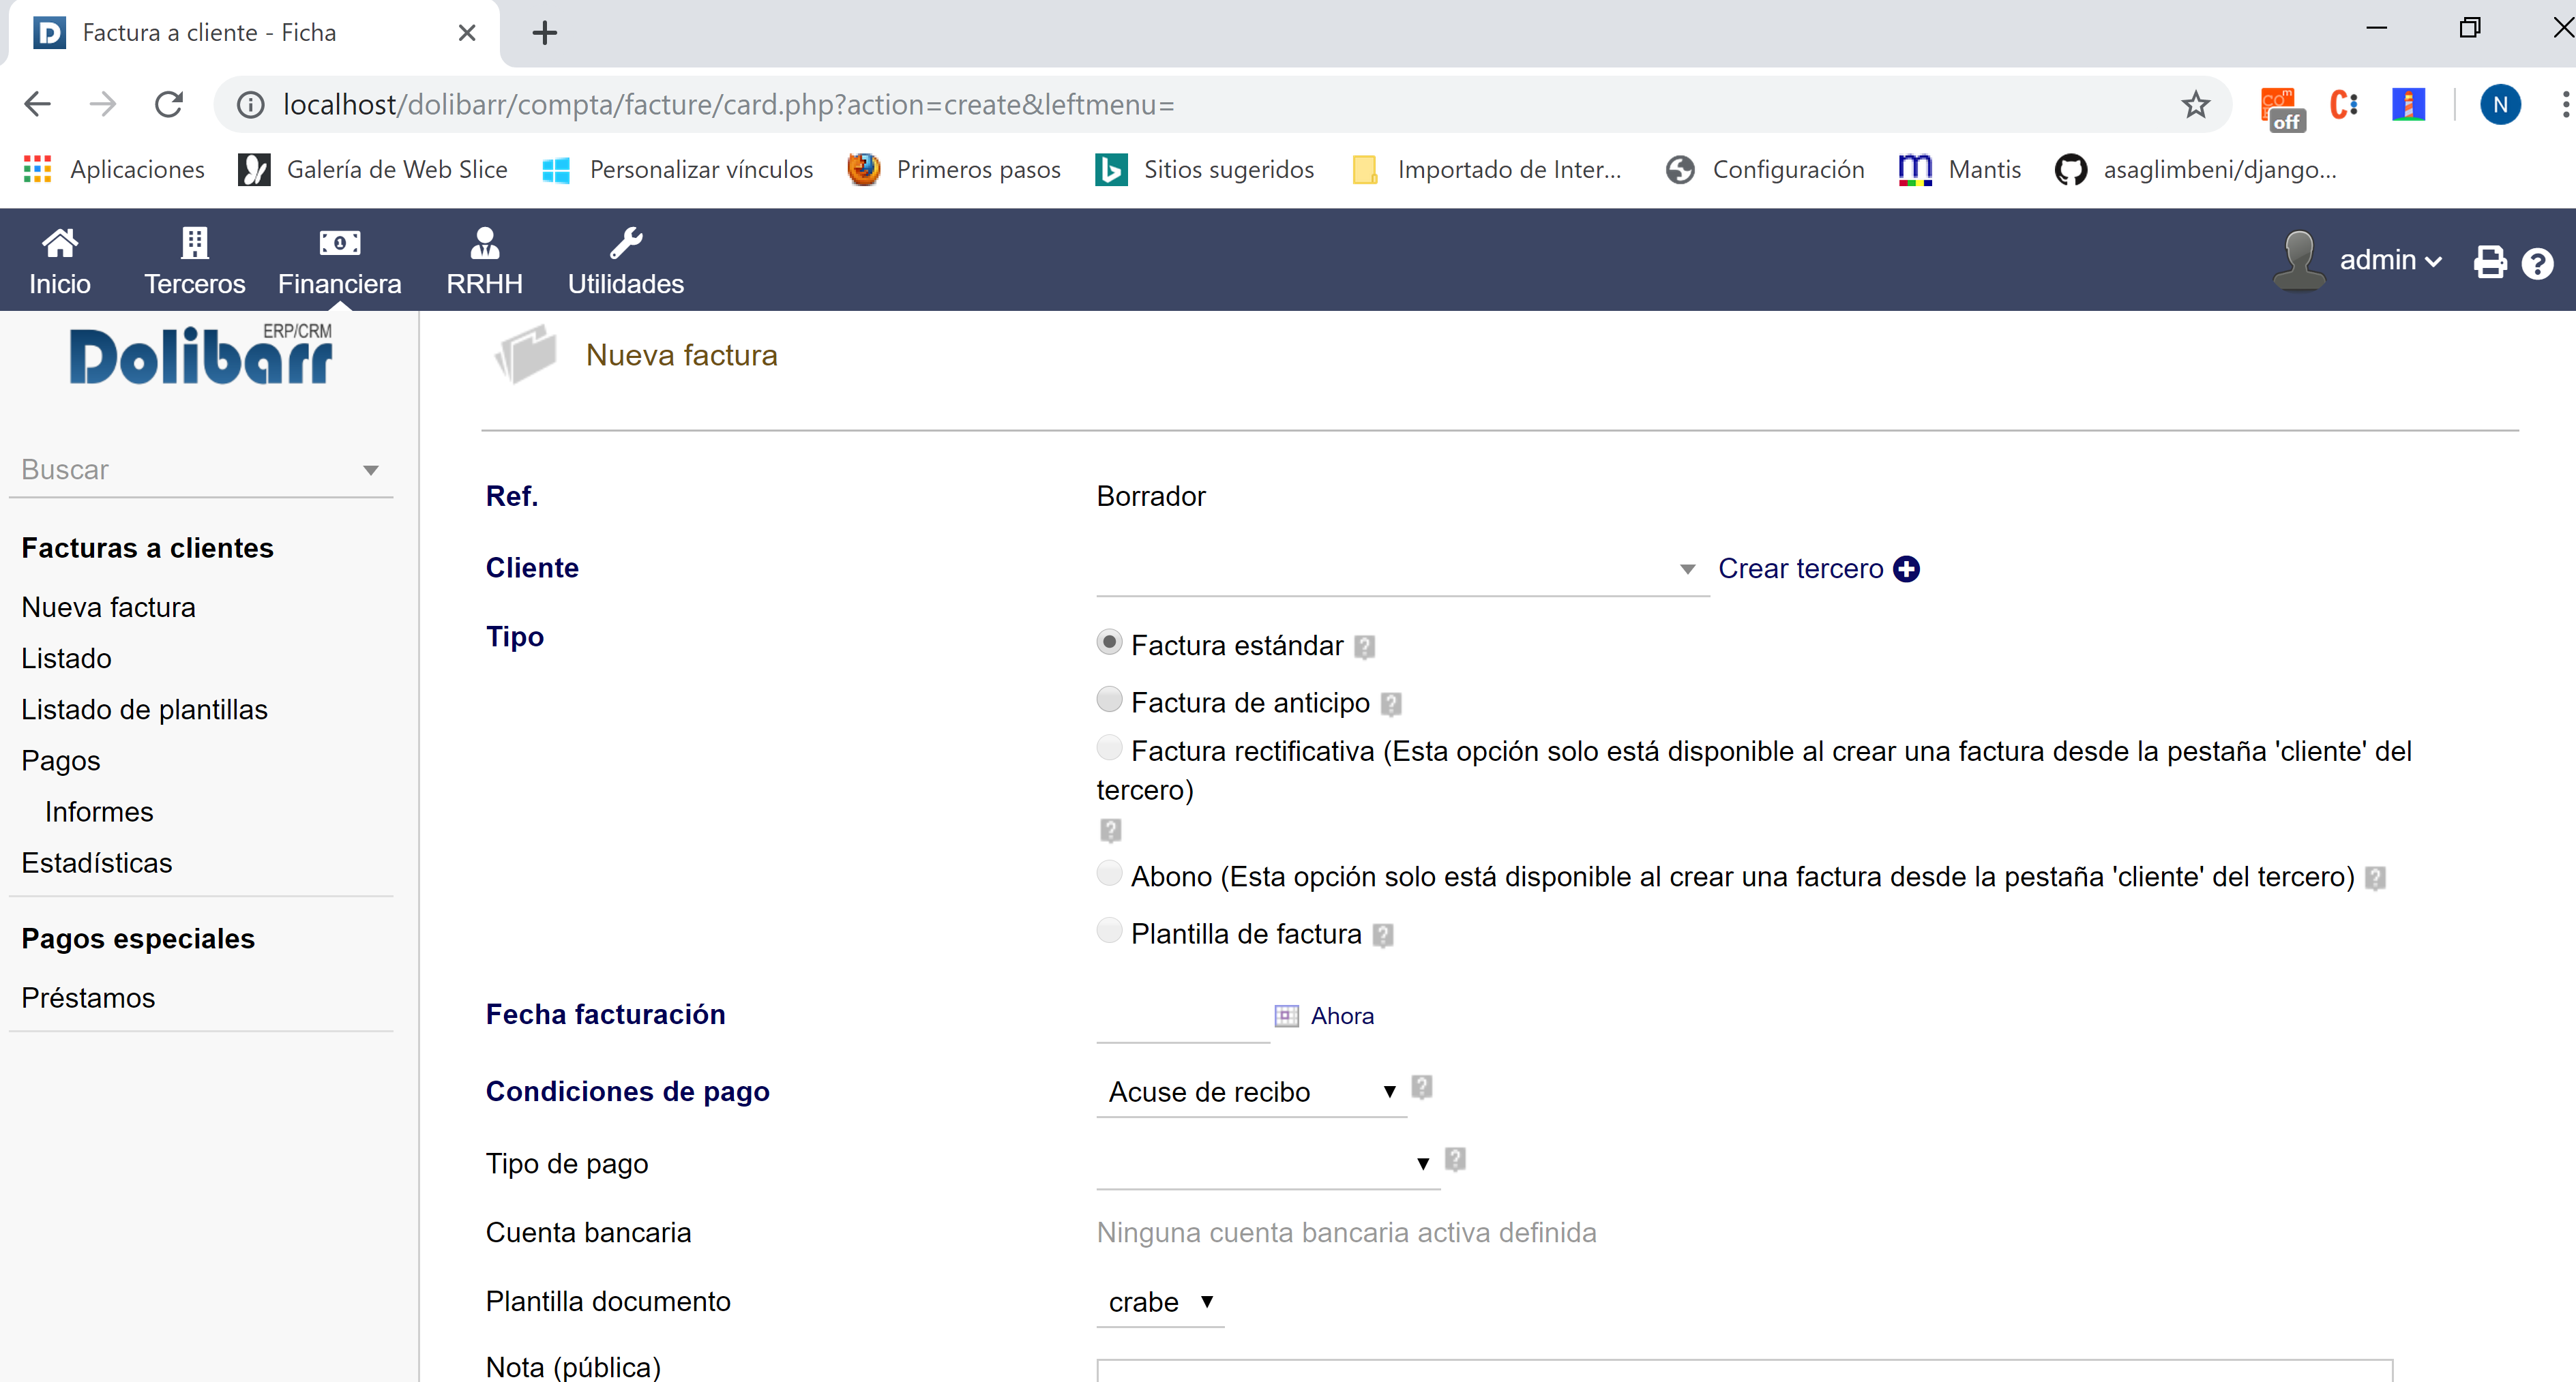 Factura a cliente - Ficha
localhost/dolibarr/compta/facture/card.php?action=create&leftmenu=
off
C:
N
Aplicaciones
Galería de Web Slice
Personalizar vínculos
Primeros pasos
Sitios sugeridos
Importado de Inter...
Configuración
Mantis
asaglimbeni/django...
Inicio
Terceros
Financiera
RRHH
Utilidades
admin
Dolibarr ERP/CRM
Nueva factura
Buscar
Facturas a clientes
Nueva factura
Listado
Listado de plantillas
Pagos
Informes
Estadísticas
Pagos especiales
Préstamos
Ref.
Borrador
Cliente
Crear tercero
Tipo
Factura estándar
Factura de anticipo
Factura rectificativa (Esta opción solo está disponible al crear una factura desde la pestaña 'cliente' del
tercero)
Abono (Esta opción solo está disponible al crear una factura desde la pestaña 'cliente' del tercero)
Plantilla de factura
Fecha facturación
Ahora
Condiciones de pago
Acuse de recibo
Tipo de pago
Cuenta bancaria
Ninguna cuenta bancaria activa definida
Plantilla documento
crabe
Nota (pública)